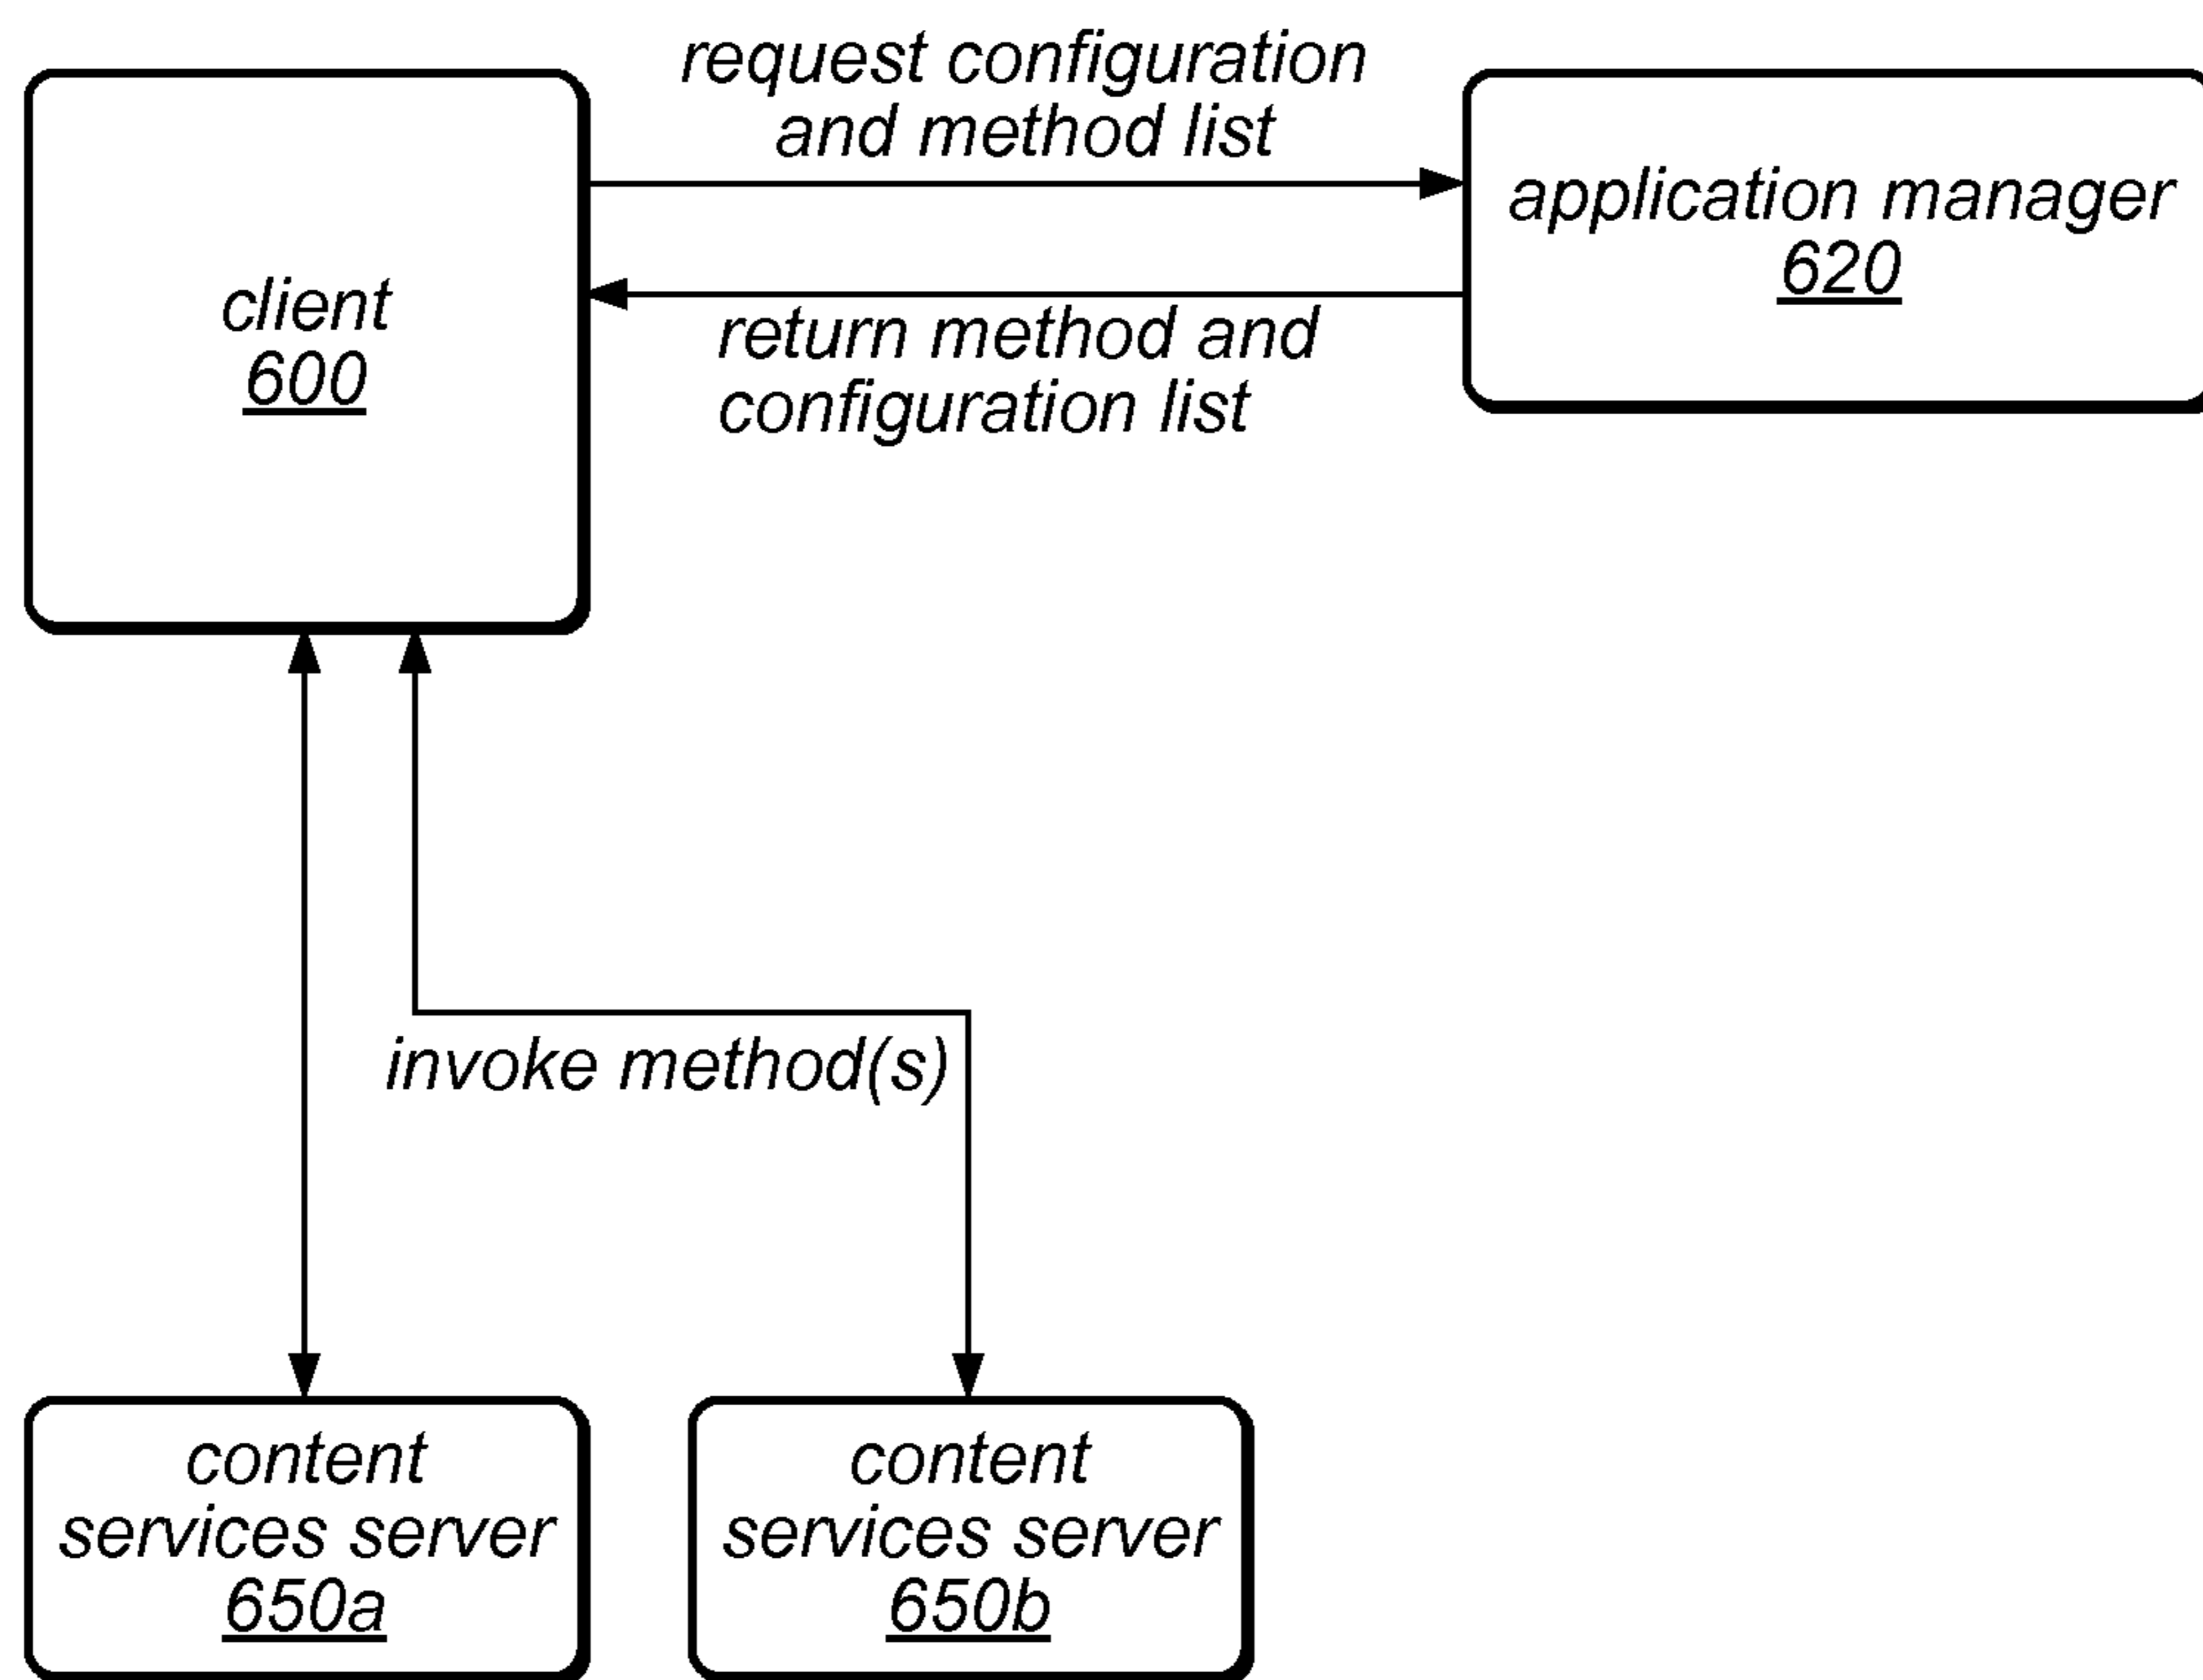 request configuration
and method list
application manager
620
client
600
return method and
configuration list
invoke method(s)
content
services server
650a
content
services server
650b